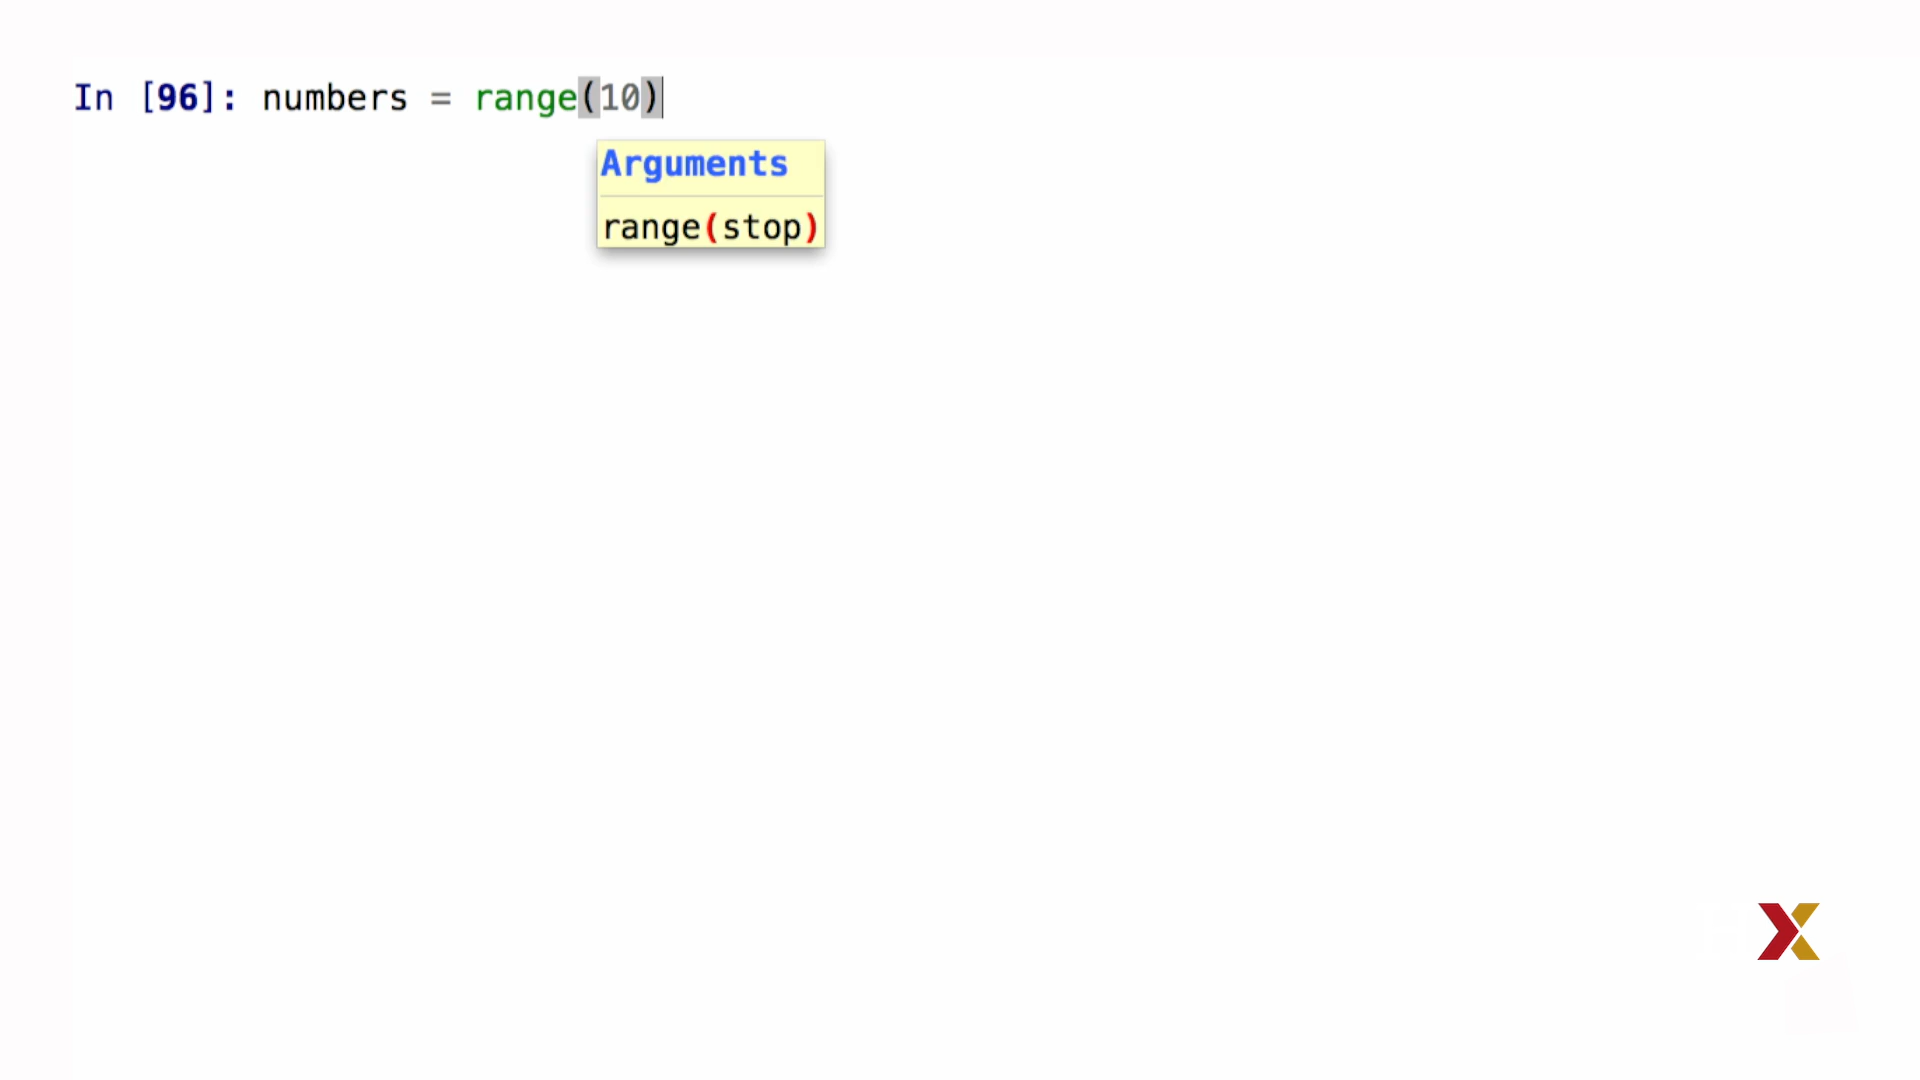 In [96]: numbers = range(10)
Arguments
range(stop)
X